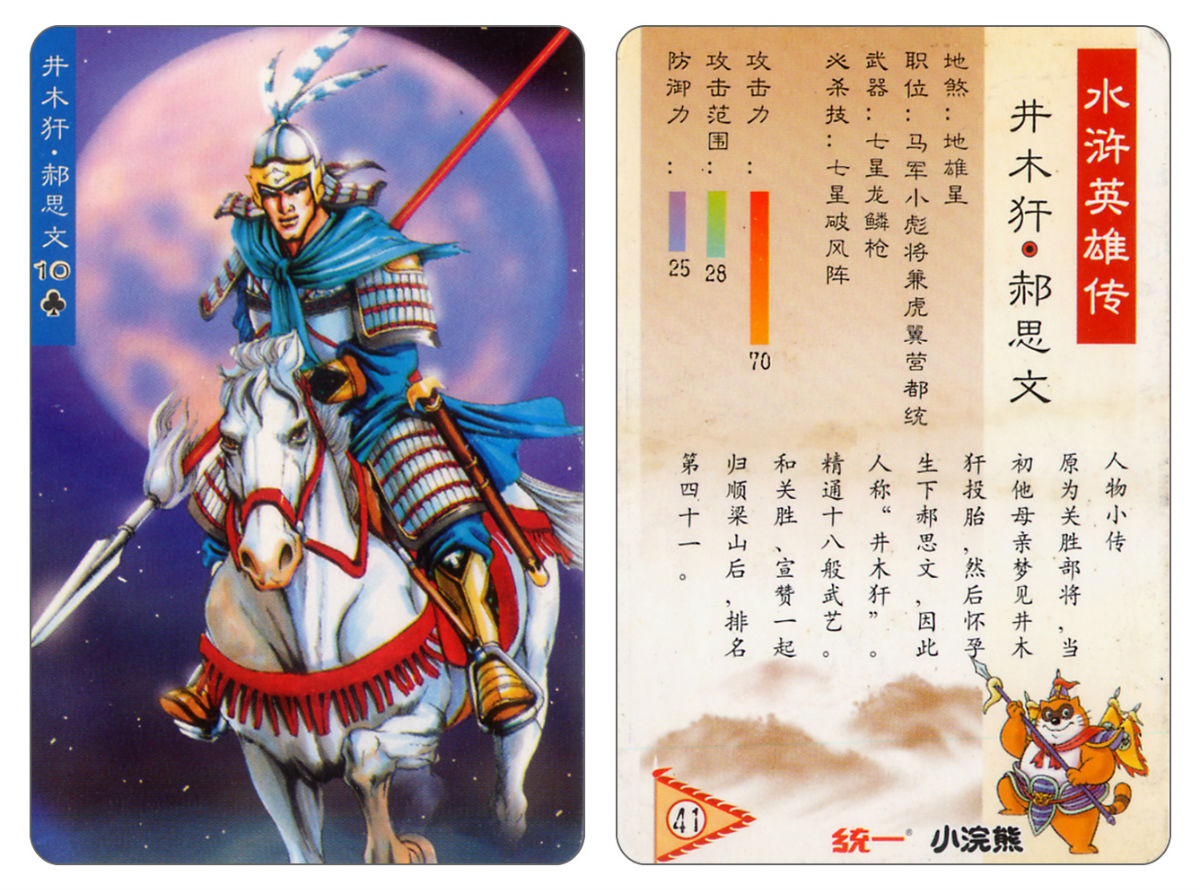 井木犴·郝思文
10
水浒英雄传
井木犴·郝思文
地煞：地雄星
职位：马军小彪将兼虎翼营都统
武器：七星龙鳞枪
必杀技：七星破风阵
攻击力：
70
攻击范围：
28
防御力：
25
人物小传
原为关胜部将，当
初他母亲梦见井木
犴投胎，然后怀孕
生下郝思文，因此
人称“井木犴”。
精通十八般武艺。
和关胜、宣赞一起
归顺梁山后，排名
第四十一。
41
统一® 小浣熊